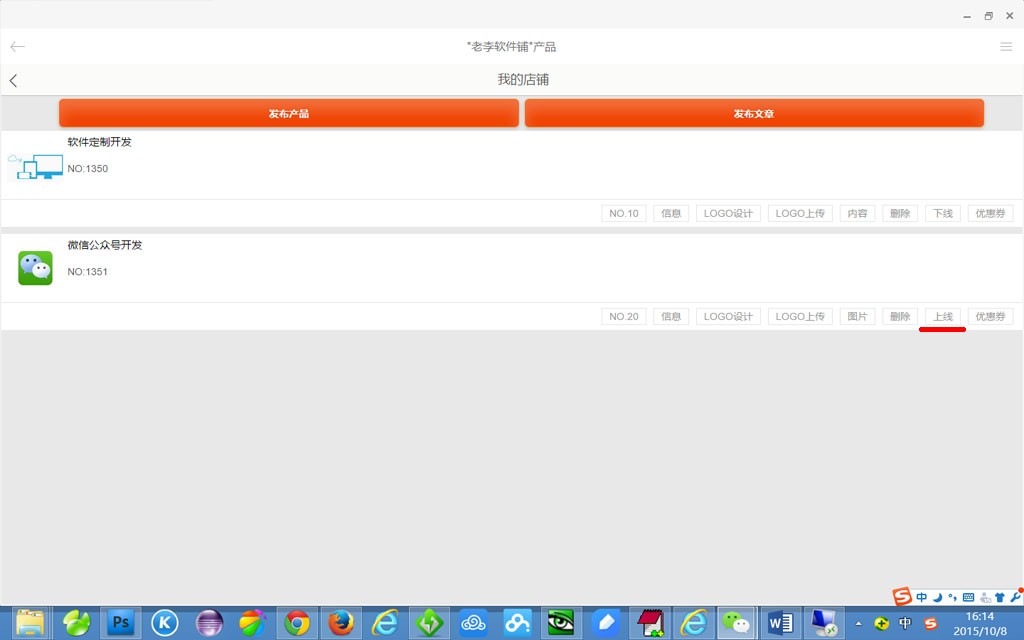 "老李软件铺"产品
我的店铺
发布产品 发布文章
软件定制开发
NO:1350
NO.10 信息 LOGO设计 LOGO上传 内容 删除 下线 优惠券
微信公众号开发
NO:1351
NO.20 信息 LOGO设计 LOGO上传 图片 删除 上线 优惠券
S 中
Ps K W 中 S 16:14
2015/10/8